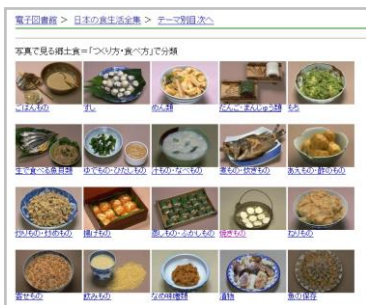 電子図書館 > 日本の食生活全集 > テーマ別目次へ
写真で見る郷土食=「つくり方・食べ方」で分類
ごはんもの すし めん類 だんご・まんじゅう類 もち
生で食べる魚貝類 ゆでもの・ひたしもの 汁もの・なべもの 煮もの・炊きもの あえもの・酢のもの
炒りもの・炒めもの 揚げもの 蒸しもの・ふかしもの 焼きもの ねりもの
寄せもの 飲みもの なめ味噌類 漬物 魚の保存